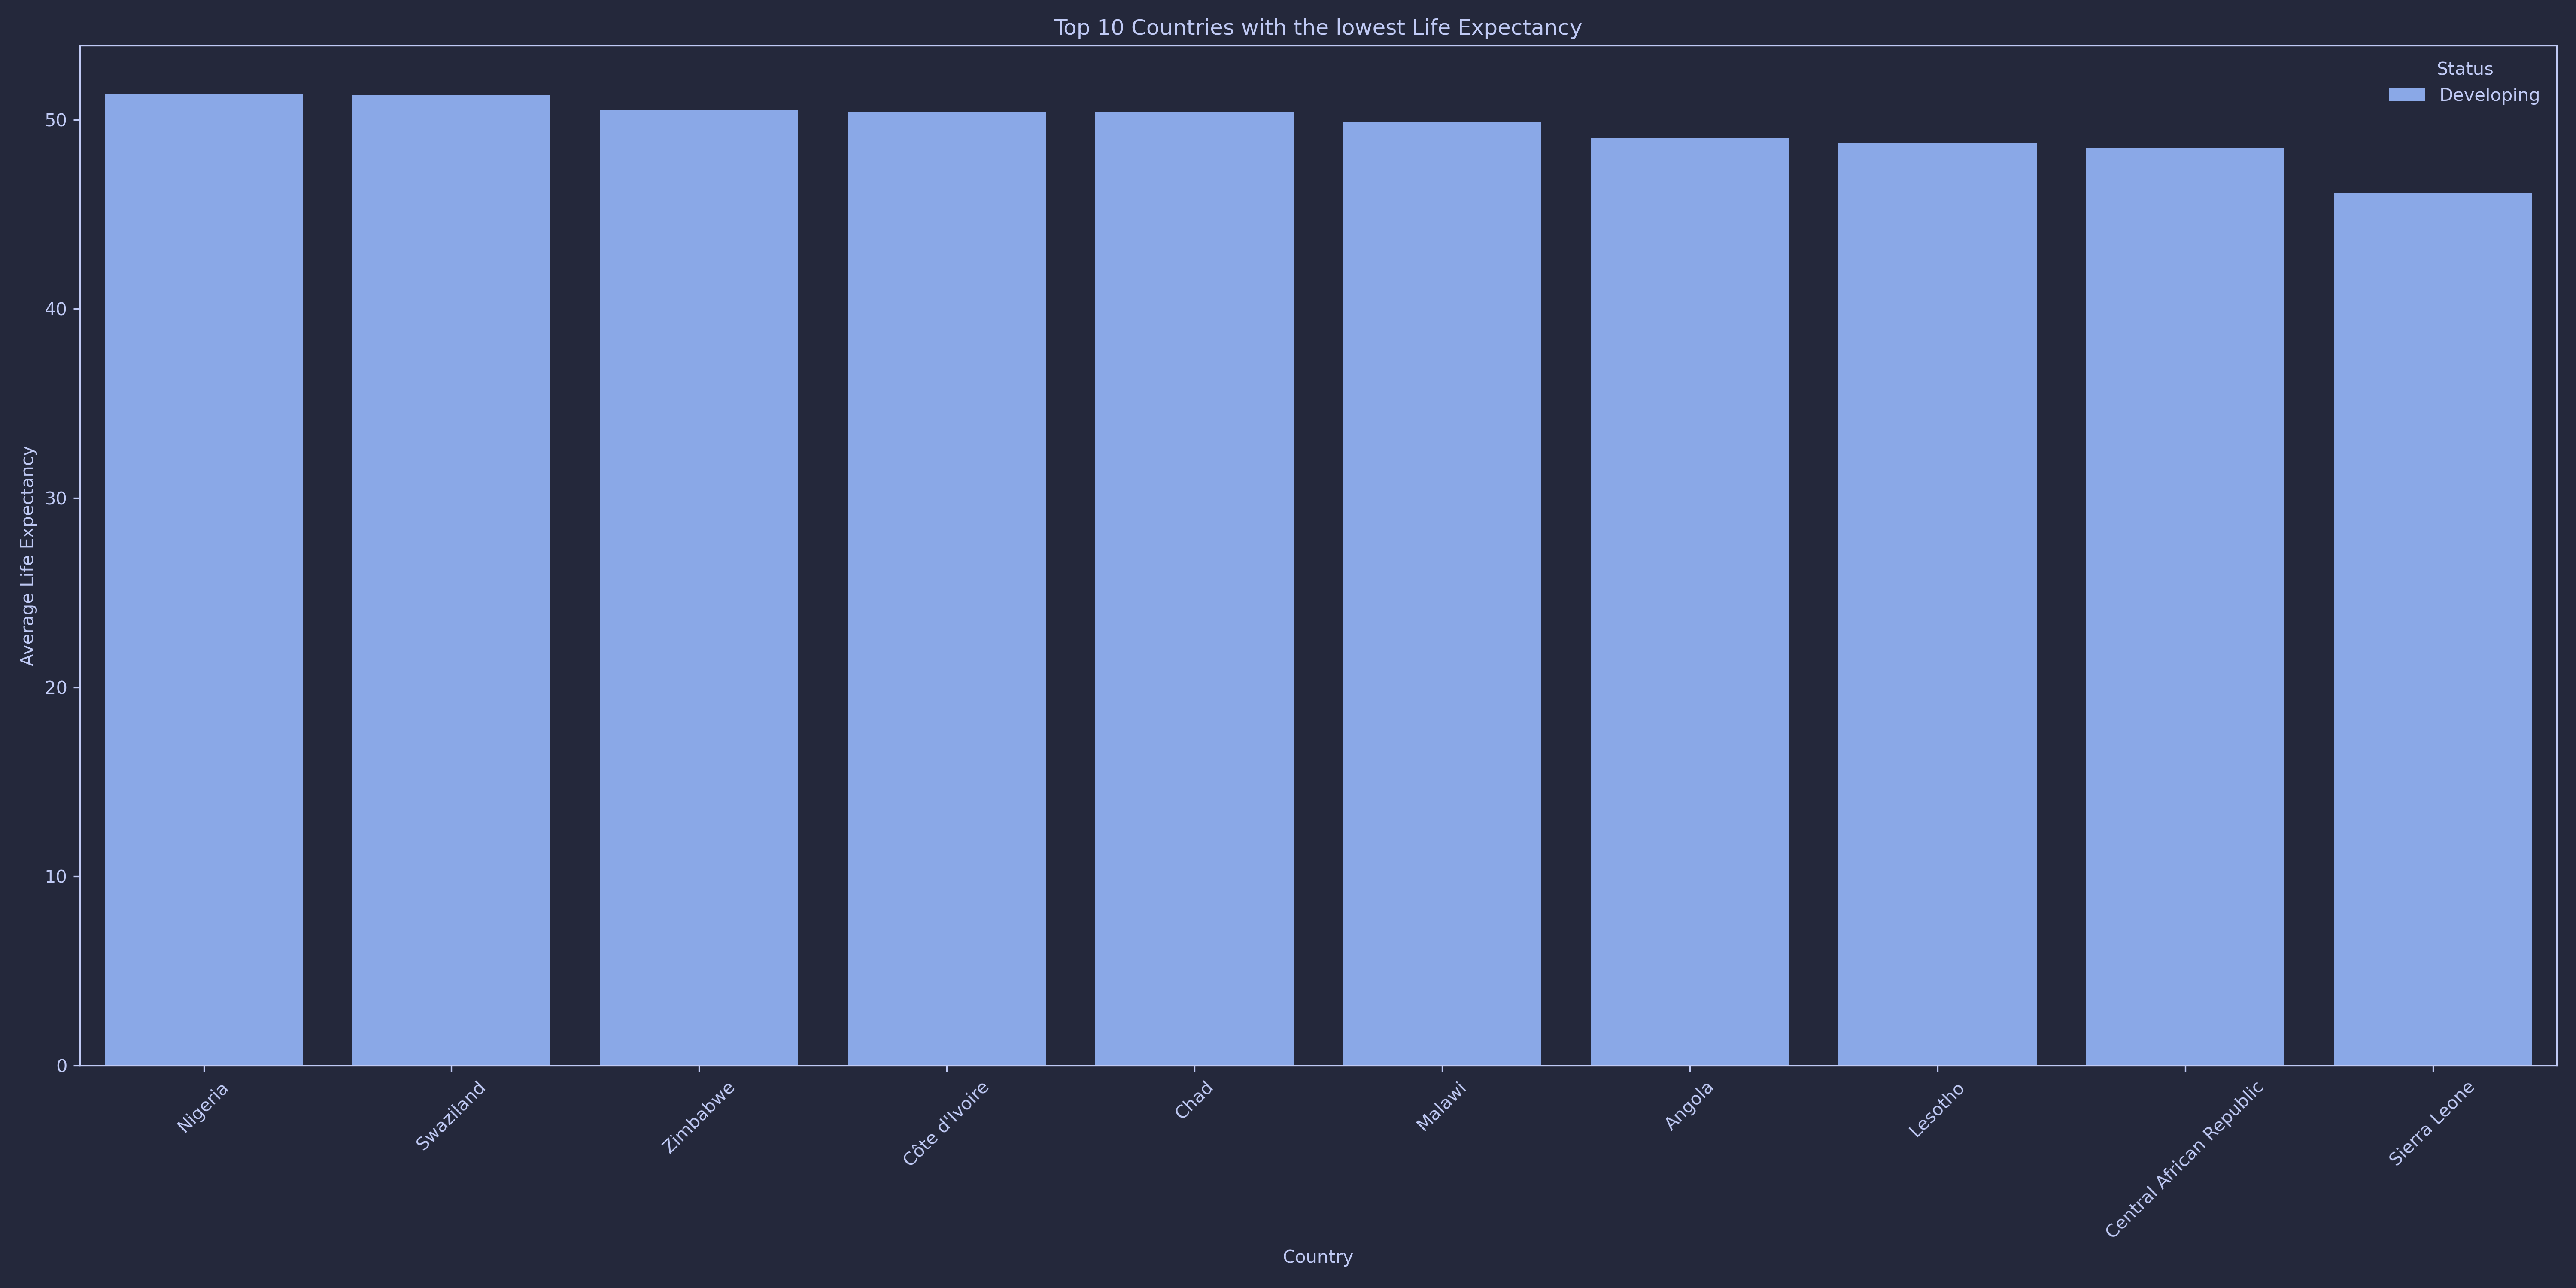 Top 10 Countries with the lowest Life Expectancy
Status
Developing
50
40
30
20
10
0
Average Life Expectancy
Nigeria
Swaziland
Zimbabwe
Côte d'Ivoire
Chad
Malawi
Angola
Lesotho
Central African Republic
Sierra Leone
Country